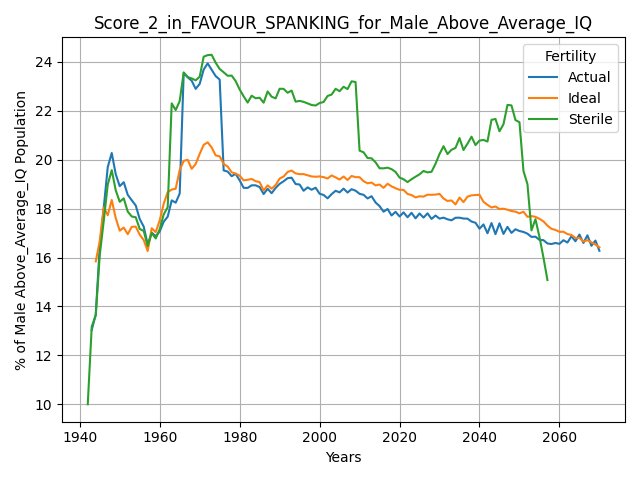 Score_2_in_FAVOUR_SPANKING_for_Male_Above_Average_IQ
% of Male Above_Average_IQ Population
24
22
20
18
16
14
12
10
Fertility
Actual
Ideal
Sterile
1940 1960 1980 2000 2020 2040 2060
Years